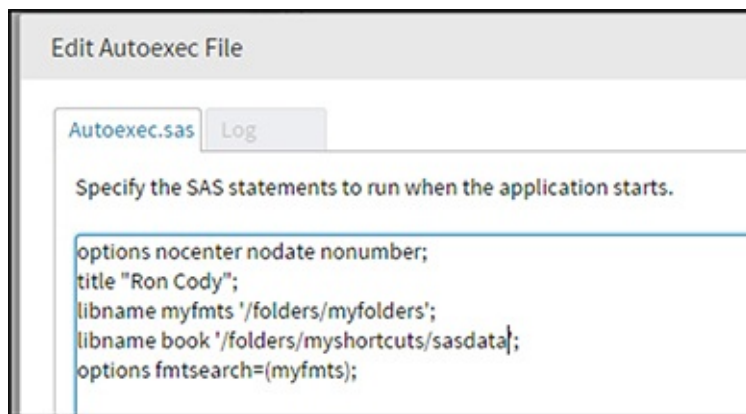 Edit Autoexec File
Autoexec.sas Log
Specify the SAS statements to run when the application starts.
options nocenter nodate nonumber;
title "Ron Cody";
libname myfmts '/folders/myfolders';
libname book '/folders/myshortcuts/sasdata';
options fmtsearch=(myfmts);